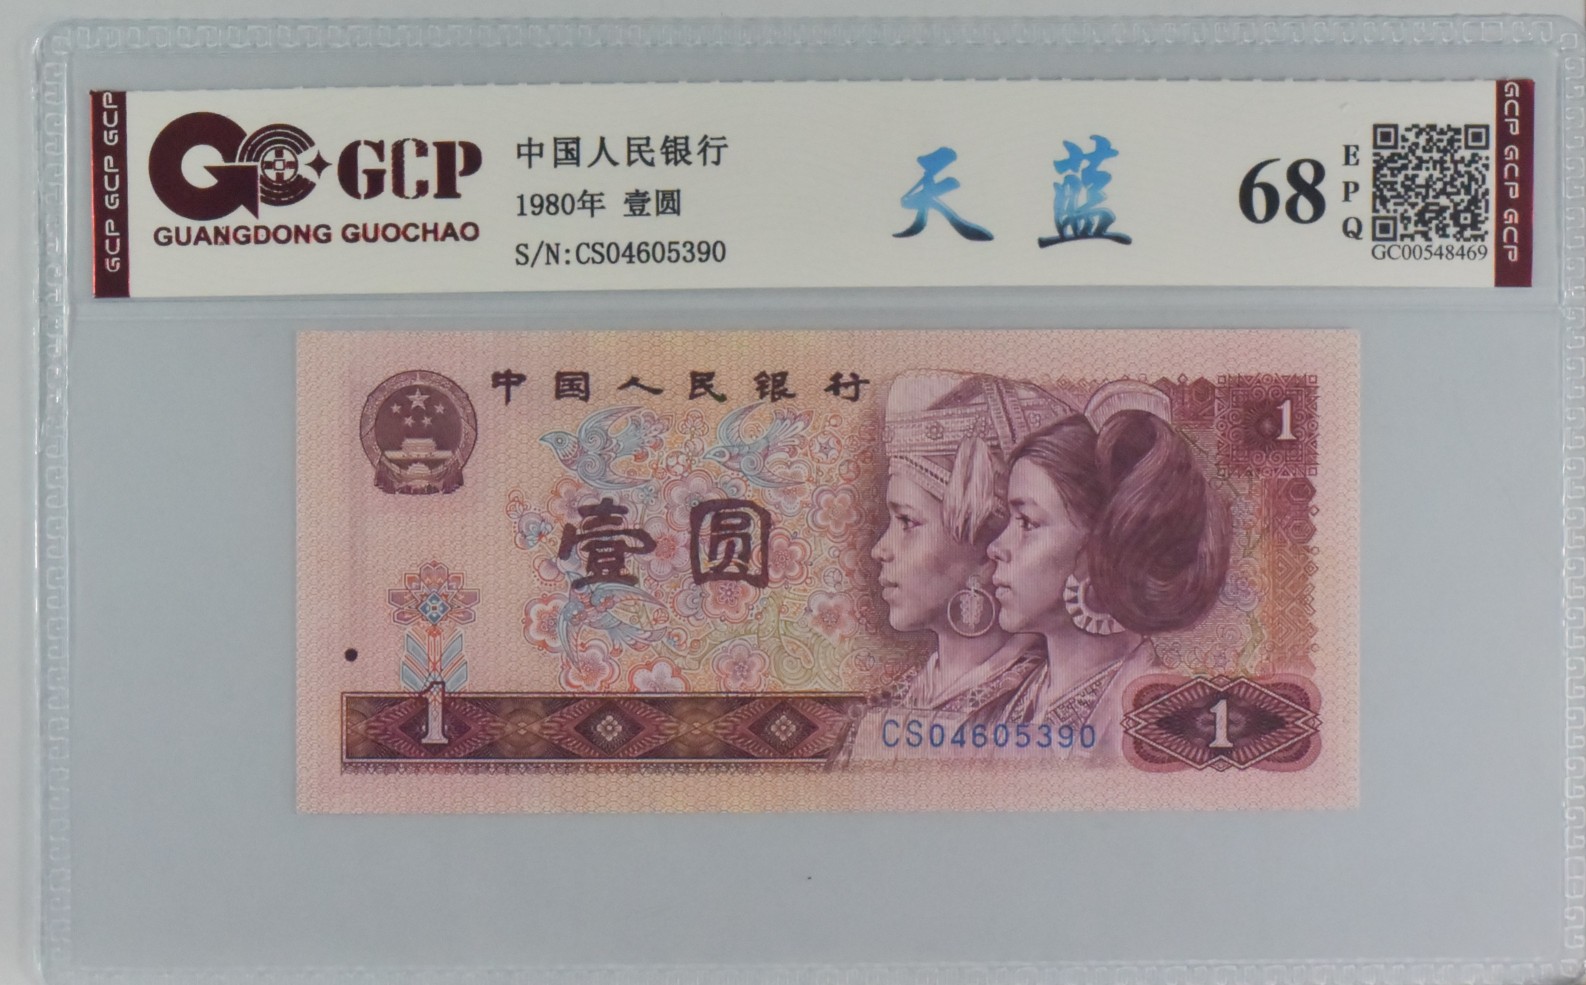 GCP GCP GCP
GCP
GUANGDONG GUOCHAO
中国人民银行
1980年 壹圆
S/N:CS04605390
天 蓝
68
EPQ
GC00548469
GCP GCP GCP
中国人民银行
1
壹圆
1
CS04605390
1